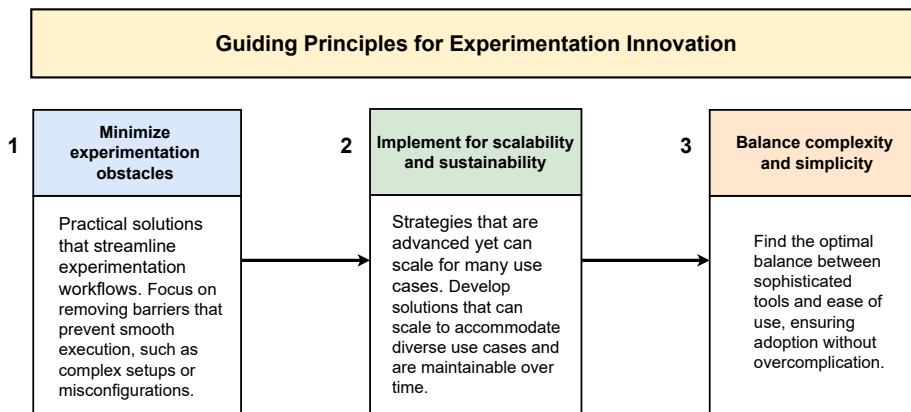 Guiding Principles for Experimentation Innovation
1
Minimize
experimentation
obstacles
Practical solutions
that streamline
experimentation
workflows. Focus on
removing barriers that
prevent smooth
execution, such as
complex setups or
misconfigurations.
2
Implement for scalability
and sustainability
Strategies that are
advanced yet can
scale for many use
cases. Develop
solutions that can
scale to accommodate
diverse use cases and
are maintainable over
time.
3
Balance complexity
and simplicity
Find the optimal
balance between
sophisticated
tools and ease of
use, ensuring
adoption without
overcomplication.